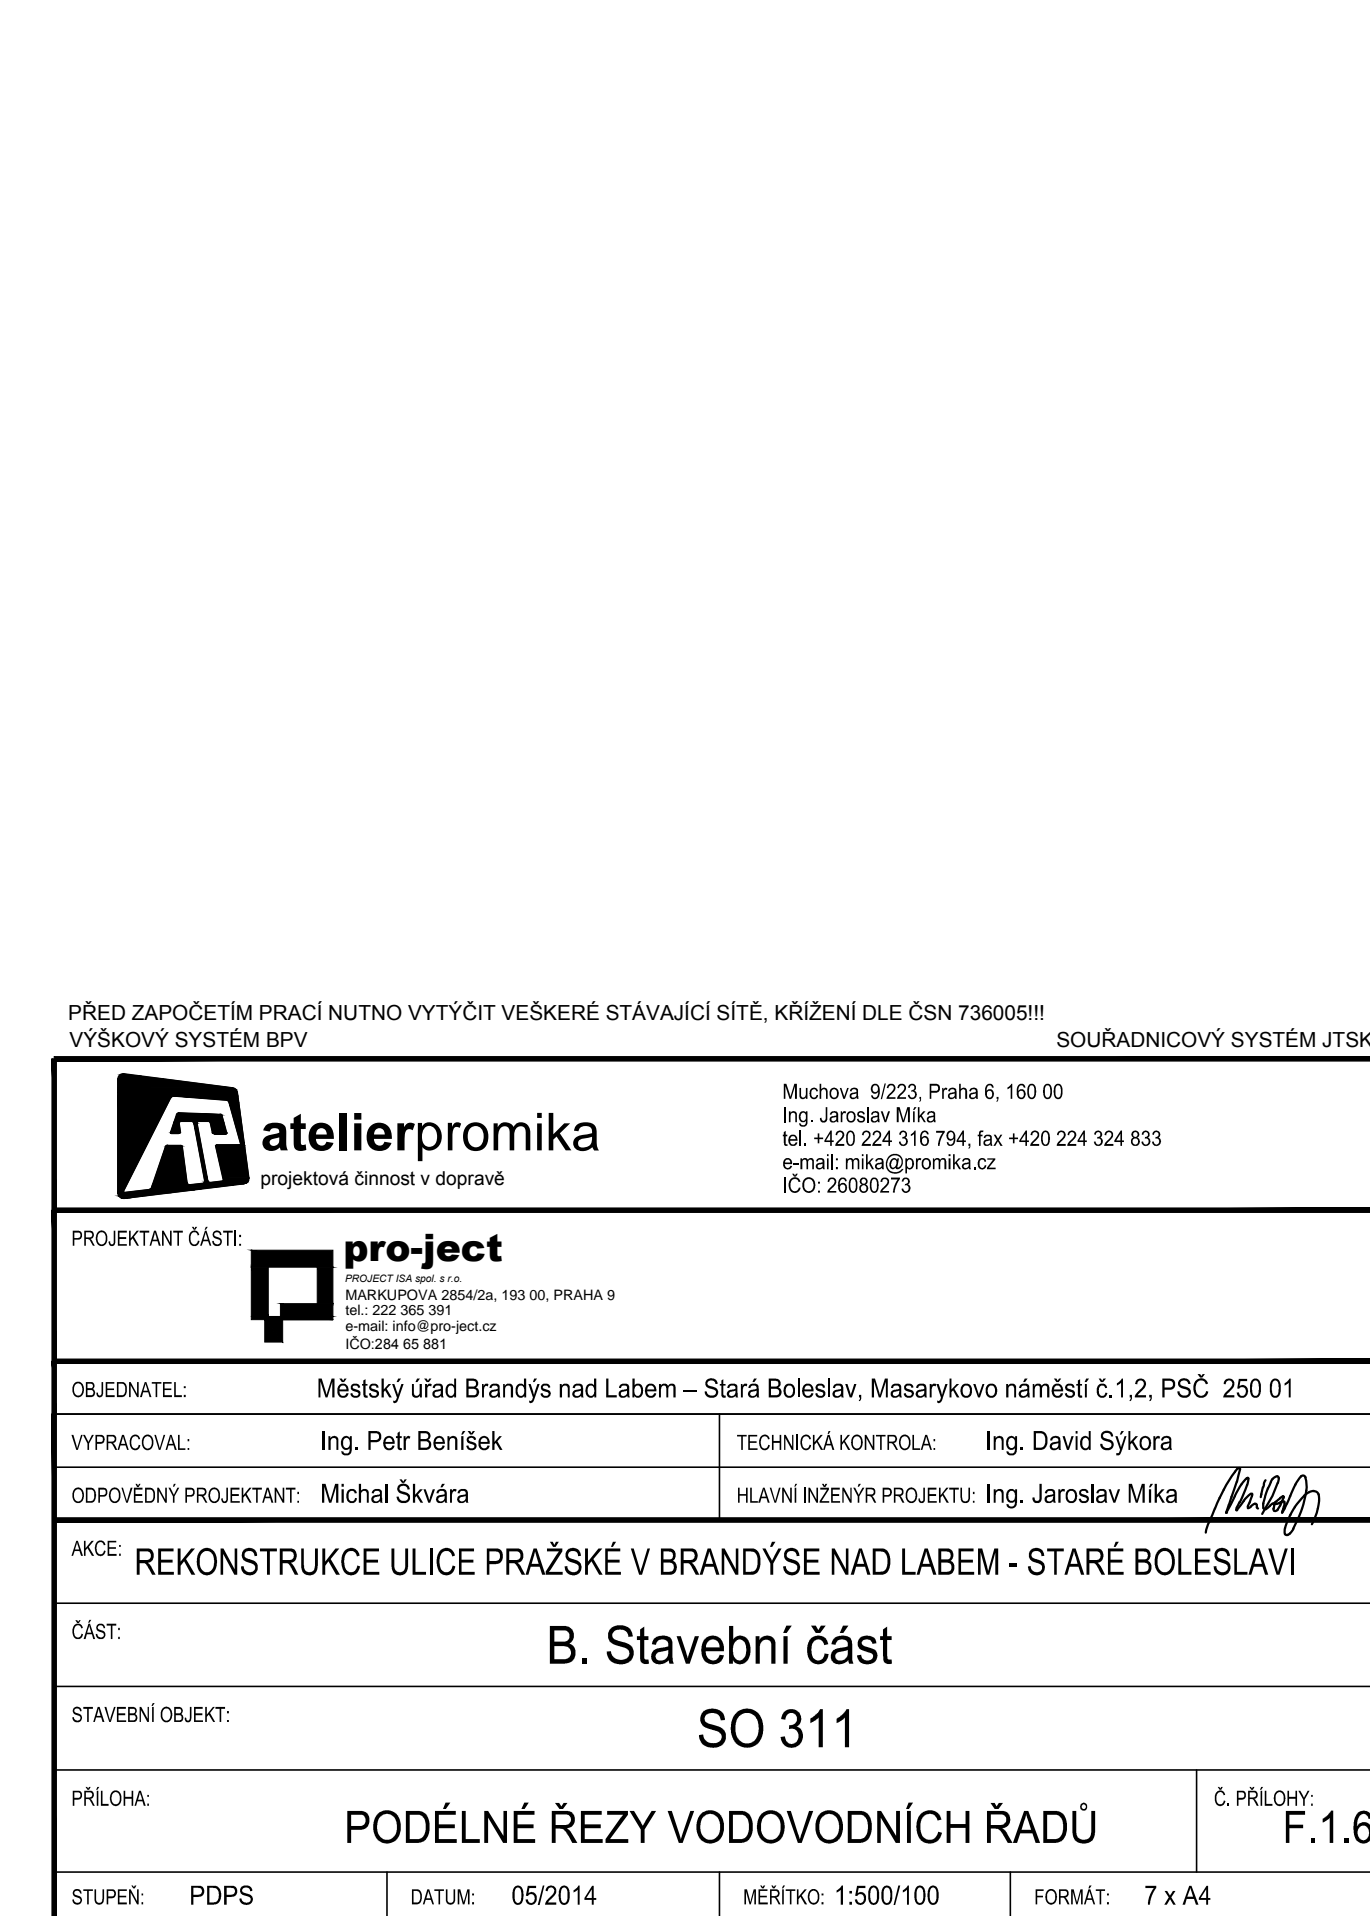 PŘED ZAPOČETÍM PRACÍ NUTNO VYTÝČIT VEŠKERÉ STÁVAJÍCÍ SÍTĚ, KŘÍŽENÍ DLE ČSN 736005!!!
VÝŠKOVÝ SYSTÉM BPV SOUŘADNICOVÝ SYSTÉM JTSK
atelierpromika
projektová činnost v dopravě
Muchova 9/223, Praha 6, 160 00
Ing. Jaroslav Míka
tel. +420 224 316 794, fax +420 224 324 833
e-mail: mika@promika.cz
IČO: 26080273
PROJEKTANT ČÁSTI:
pro-ject
PROJECT ISA spol. s r.o.
MARKUPOVA 2854/2a, 193 00, PRAHA 9
tel.: 222 365 391
e-mail: info@pro-ject.cz
IČO:284 65 881
OBJEDNATEL: Městský úřad Brandýs nad Labem – Stará Boleslav, Masarykovo náměstí č.1,2, PSČ 250 01
VYPRACOVAL: Ing. Petr Beníšek TECHNICKÁ KONTROLA: Ing. David Sýkora
ODPOVĚDNÝ PROJEKTANT: Michal Škvára HLAVNÍ INŽENÝR PROJEKTU: Ing. Jaroslav Míka
AKCE: REKONSTRUKCE ULICE PRAŽSKÉ V BRANDÝSE NAD LABEM - STARÉ BOLESLAVI
ČÁST: B. Stavební část
STAVEBNÍ OBJEKT: SO 311
PŘÍLOHA: PODÉLNÉ ŘEZY VODOVODNÍCH ŘADŮ Č. PŘÍLOHY: F.1.6
STUPEŇ: PDPS DATUM: 05/2014 MĚŘÍTKO: 1:500/100 FORMÁT: 7 x A4